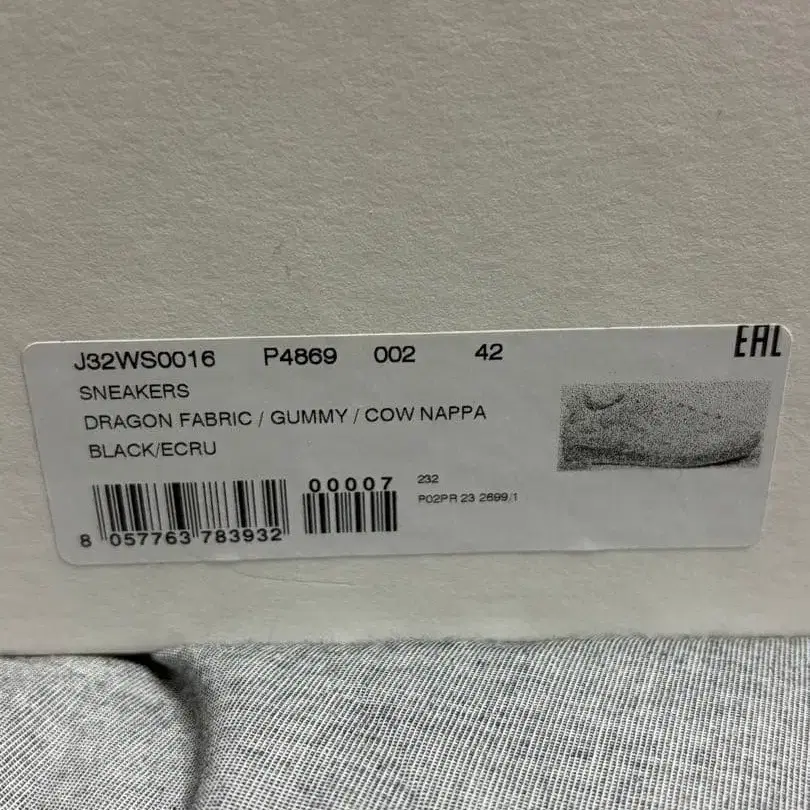 J32WS0016 P4869 002 42
EAC
SNEAKERS
DRAGON FABRIC / GUMMY / COW NAPPA
BLACK/ECRU
00007
232
P02PR 23 2699/1
8 057763 783932